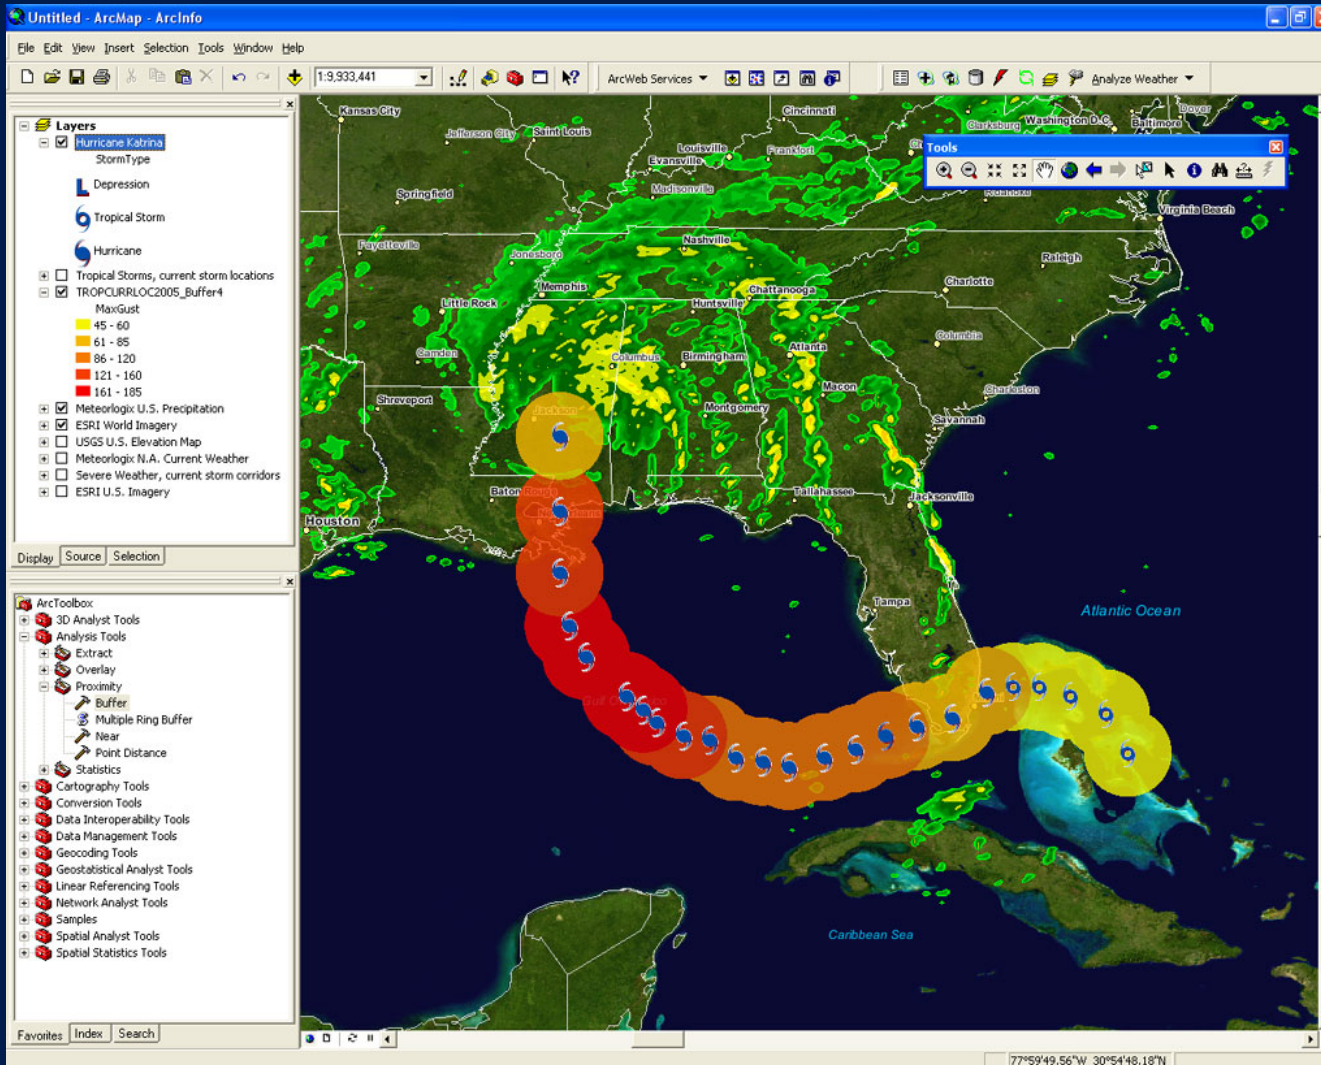 Untitled - ArcMap - ArcInfo
File Edit View Insert Selection Tools Window Help
1:9,933,441
ArcWeb Services
Analyze Weather
Layers
Hurricane Katrina
StormType
Depression
Tropical Storm
Hurricane
Tropical Storms, current storm locations
TROPCURRLOC2005_Buffer4
MaxGust
45 - 60
61 - 85
86 - 120
121 - 160
161 - 185
Meteorlogix U.S. Precipitation
ESRI World Imagery
USGS U.S. Elevation Map
Meteorlogix N.A. Current Weather
Severe Weather, current storm corridors
ESRI U.S. Imagery
Display Source Selection
ArcToolbox
3D Analyst Tools
Analysis Tools
Extract
Overlay
Proximity
Buffer
Multiple Ring Buffer
Near
Point Distance
Statistics
Cartography Tools
Conversion Tools
Data Interoperability Tools
Data Management Tools
Geocoding Tools
Geostatistical Analyst Tools
Linear Referencing Tools
Network Analyst Tools
Samples
Spatial Analyst Tools
Spatial Statistics Tools
Favorites Index Search
Tools
Kansas City
Jefferson City
Saint Louis
Cincinnati
Clarksburg
Washington D.C.
Baltimore
Dover
Louisville
Frankfort
Evansville
Madisonville
Springfield
Roanoke
Virginia Beach
Fayetteville
Jonesboro
Nashville
Raleigh
Memphis
Chattanooga
Charlotte
Little Rock
Huntsville
Columbia
Camden
Columbus
Birmingham
Atlanta
Macon
Charleston
Shreveport
Jackson
Montgomery
Savannah
Baton Rouge
Tallahassee
Jacksonville
Houston
Tampa
Atlantic Ocean
Caribbean Sea
77°59'49.56"W 30°54'48.18"N